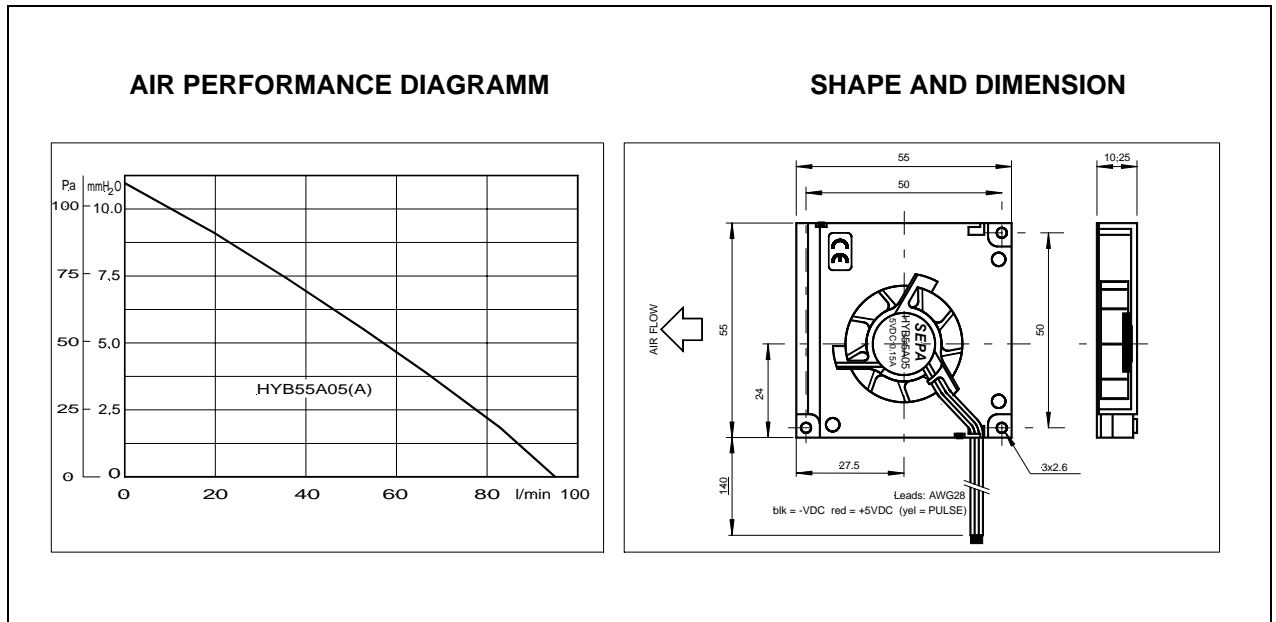 AIR PERFORMANCE DIAGRAMM
Pa mmH2O
100 10.0
75 7,5
50 5,0
25 2,5
0 0
HYB55A05(A)
0 20 40 60 80 l/min 100
SHAPE AND DIMENSION
55
50
10,25
CE
AIR FLOW
55
24
50
SEPA
HYB55A05
5VDC-0.15A
27.5
3x2.6
140
Leads: AWG28
blk = -VDC red = +5VDC (yel = PULSE)